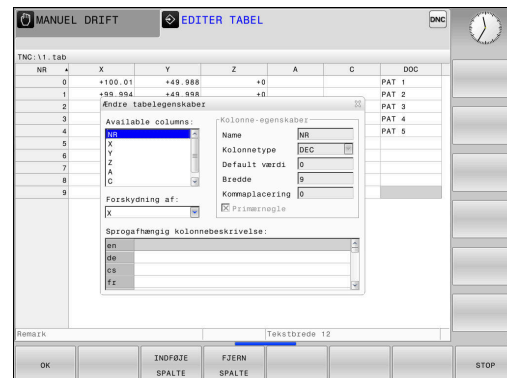 MANUEL DRIFT
EDITER TABEL
DNC
TNC:\1.tab
NR X Y Z A C DOC
0 +100.01 +49.988 +0 PAT 1
1 +99.994 +49.998 +0 PAT 2
2 PAT 3
3 PAT 4
4 PAT 5
5
6
7
8
9
Ændre tabelegenskaber
Available columns:
NR
X
Y
Z
A
C
Forskydning af:
X
Kolonne-egenskaber
Name NR
Kolonnetype DEC
Default værdi 0
Bredde 9
Kommaplacering 0
Primærnøgle
Sprogafhængig kolonnebeskrivelse:
en
de
cs
fr
Remark
Tekstbrede 12
OK
INDFØJE SPALTE
FJERN SPALTE
STOP